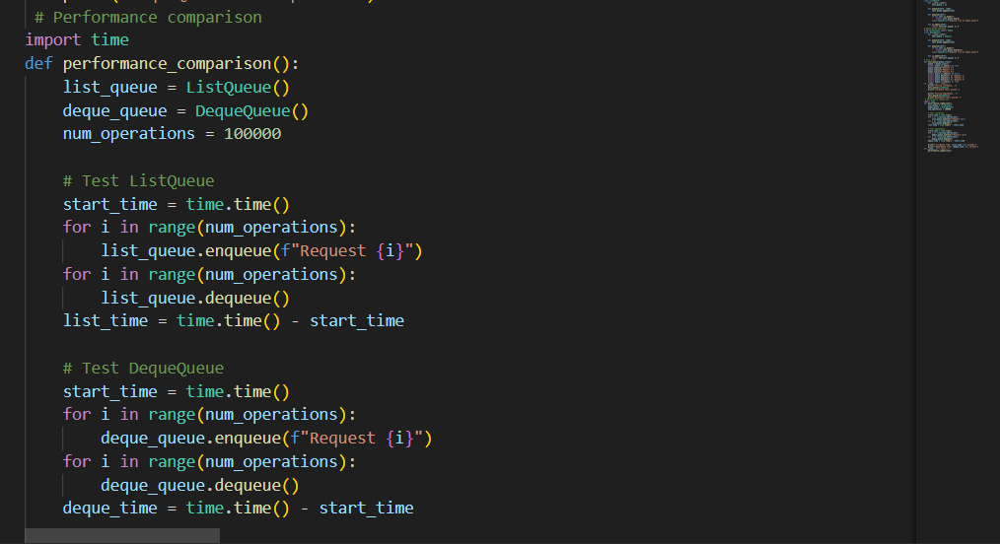 # Performance comparison
import time
def performance_comparison():
    list_queue = ListQueue()
    deque_queue = DequeQueue()
    num_operations = 100000

    # Test ListQueue
    start_time = time.time()
    for i in range(num_operations):
        list_queue.enqueue(f"Request {i}")
    for i in range(num_operations):
        list_queue.dequeue()
    list_time = time.time() - start_time

    # Test DequeQueue
    start_time = time.time()
    for i in range(num_operations):
        deque_queue.enqueue(f"Request {i}")
    for i in range(num_operations):
        deque_queue.dequeue()
    deque_time = time.time() - start_time